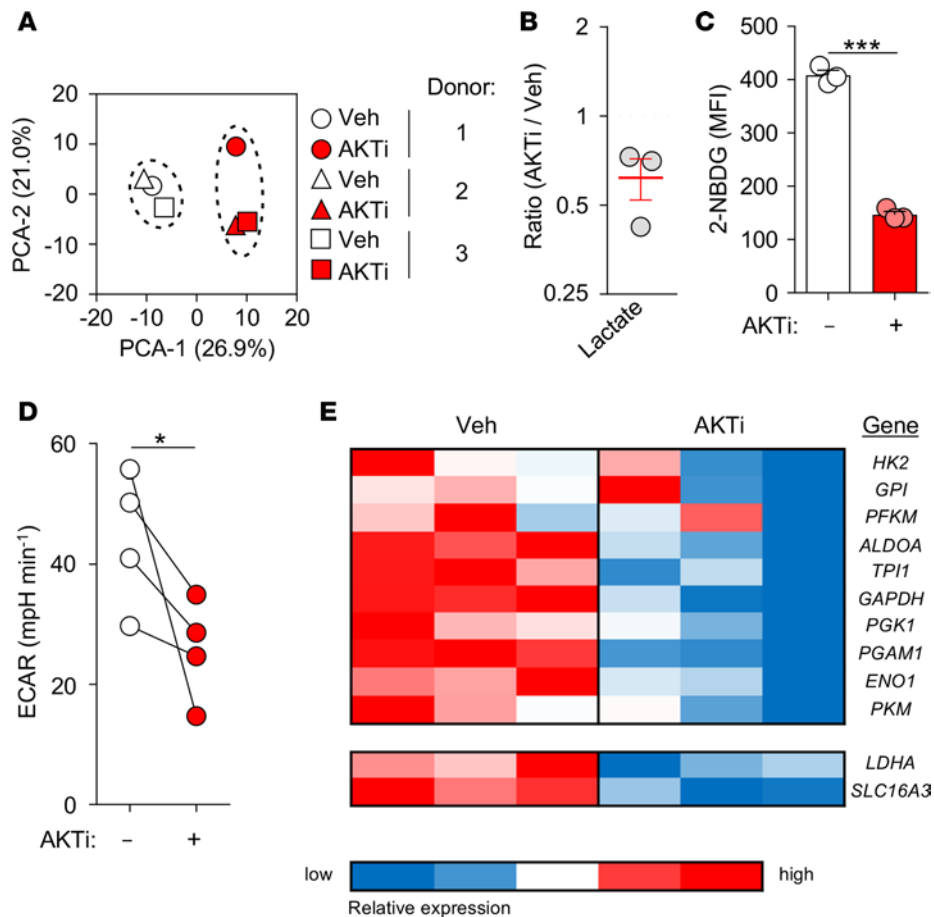 A
PCA-2 (21.0%)
20
10
0
-10
-20
-20
-10
0
10
20
PCA-1 (26.9%)
Donor:
Veh
AKTi
1
Veh
AKTi
2
Veh
AKTi
3
B
Ratio (AKTi / Veh)
2
1
0.5
0.25
Lactate
C
2-NBDG (MFI)
500
400
300
200
100
0
***
AKTi:
–
+
D
ECAR (mpH min-1)
60
40
20
0
*
AKTi:
–
+
E
Veh
AKTi
Gene
HK2
GPI
PFKM
ALDOA
TPI1
GAPDH
PGK1
PGAM1
ENO1
PKM
LDHA
SLC16A3
low
high
Relative expression